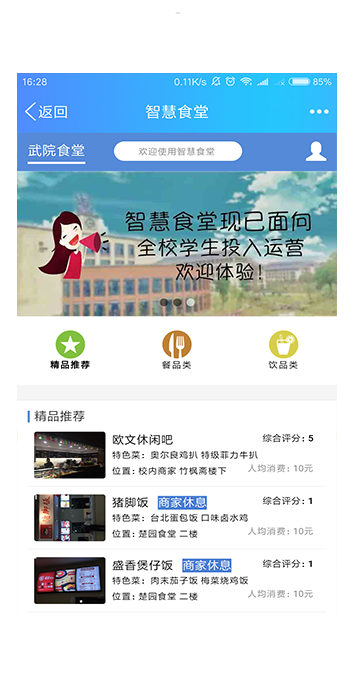 16:28 0.11K/s 85%
返回 智慧食堂
武院食堂 欢迎使用智慧食堂
智慧食堂现已面向
全校学生投入运营
欢迎体验！
精品推荐 餐品类 饮品类
精品推荐
欧文休闲吧 综合评分：5
特色菜：奥尔良鸡扒 特级菲力牛扒
位置：校内商家 竹枫斋楼下 人均消费：10元
猪脚饭 商家休息 综合评分：1
特色菜：台北蛋包饭 口味卤水鸡
位置：楚园食堂 二楼 人均消费：10元
盛香煲仔饭 商家休息 综合评分：1
特色菜：肉末茄子饭 梅菜烧鸡饭
位置：楚园食堂 二楼 人均消费：10元